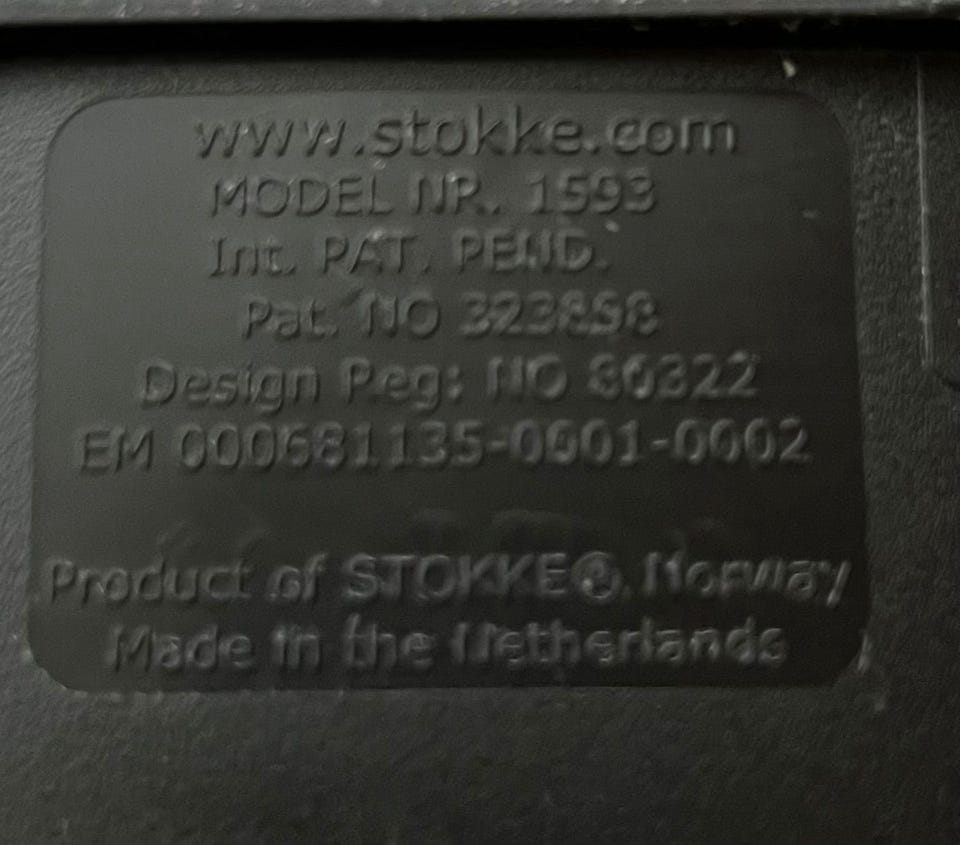 www.stokke.com
MODEL NR. 1593
Int. PAT. PEND.
Pat. NO 323898
Design Reg: NO 80322
EM 000681135-0001-0002
Product of STOKKE®, Norway
Made in the Netherlands